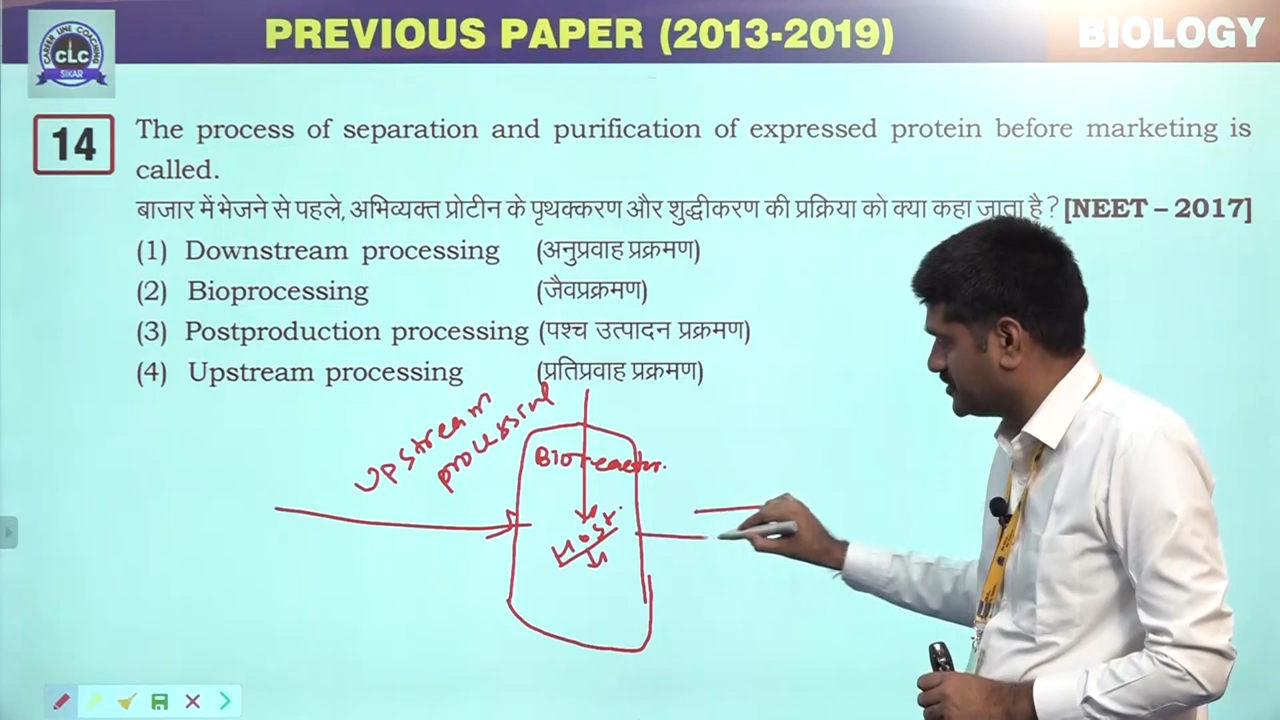 PREVIOUS PAPER (2013-2019)
BIOLOGY
CAREER LINE COACHING
CLC
SIKAR
14
The process of separation and purification of expressed protein before marketing is
called.
बाजार में भेजने से पहले, अभिव्यक्त प्रोटीन के पृथक्करण और शुद्धीकरण की प्रक्रिया को क्या कहा जाता है ? [NEET – 2017]
(1) Downstream processing (अनुप्रवाह प्रक्रमण)
(2) Bioprocessing (जैवप्रक्रमण)
(3) Postproduction processing (पश्च उत्पादन प्रक्रमण)
(4) Upstream processing (प्रतिप्रवाह प्रक्रमण)
Upstream
processing
Bioreactor.
Host